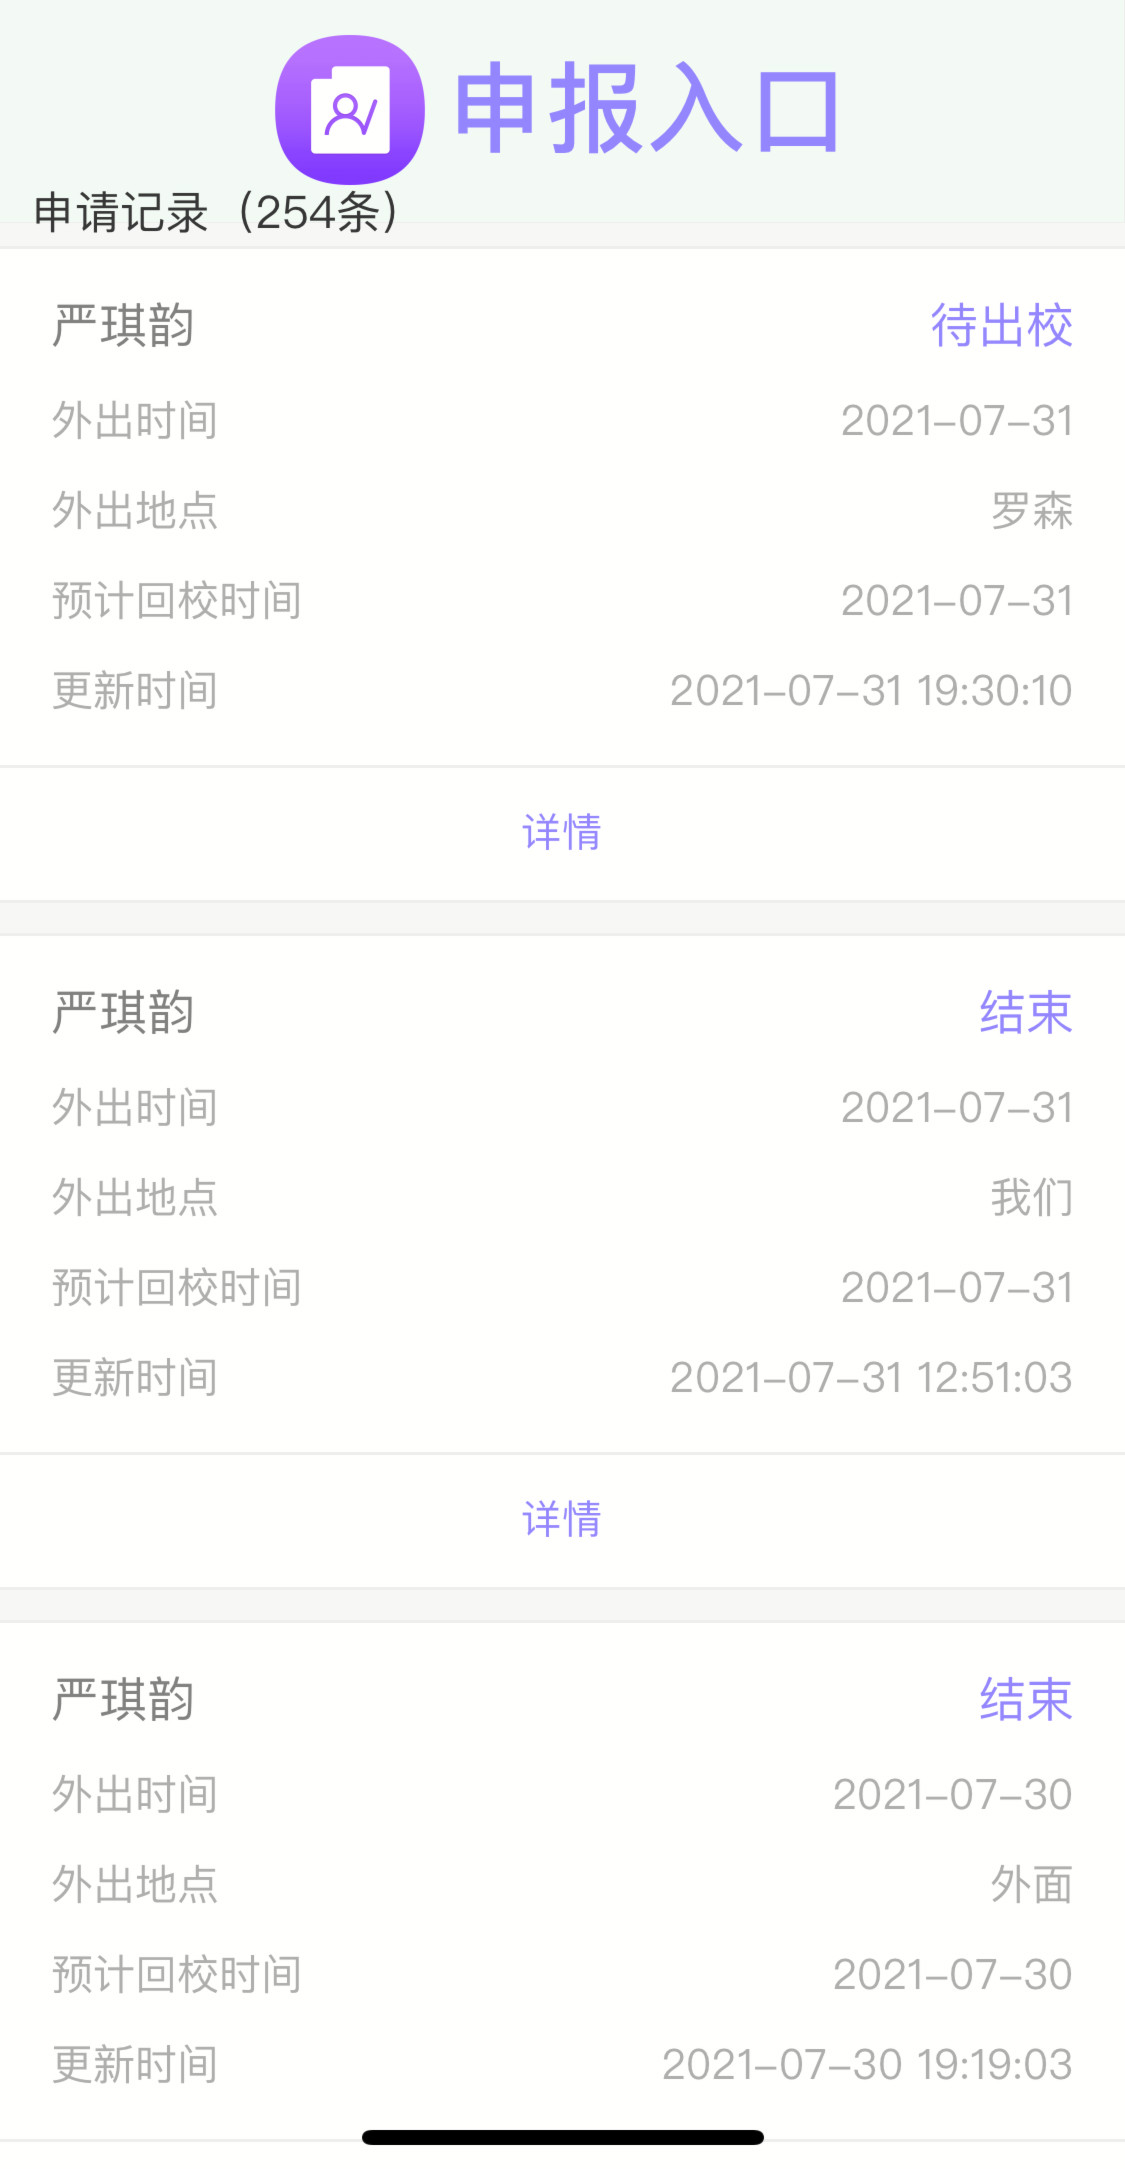 申报入口
申请记录（254条）
严琪韵 待出校
外出时间 2021-07-31
外出地点 罗森
预计回校时间 2021-07-31
更新时间 2021-07-31 19:30:10
详情
严琪韵 结束
外出时间 2021-07-31
外出地点 我们
预计回校时间 2021-07-31
更新时间 2021-07-31 12:51:03
详情
严琪韵 结束
外出时间 2021-07-30
外出地点 外面
预计回校时间 2021-07-30
更新时间 2021-07-30 19:19:03